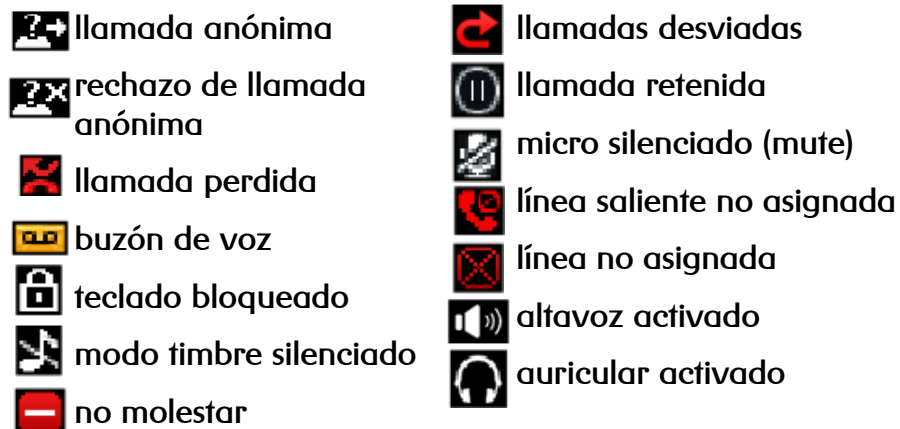 llamada anónima
rechazo de llamada
anónima
llamada perdida
buzón de voz
teclado bloqueado
modo timbre silenciado
no molestar
llamadas desviadas
llamada retenida
micro silenciado (mute)
línea saliente no asignada
línea no asignada
altavoz activado
auricular activado